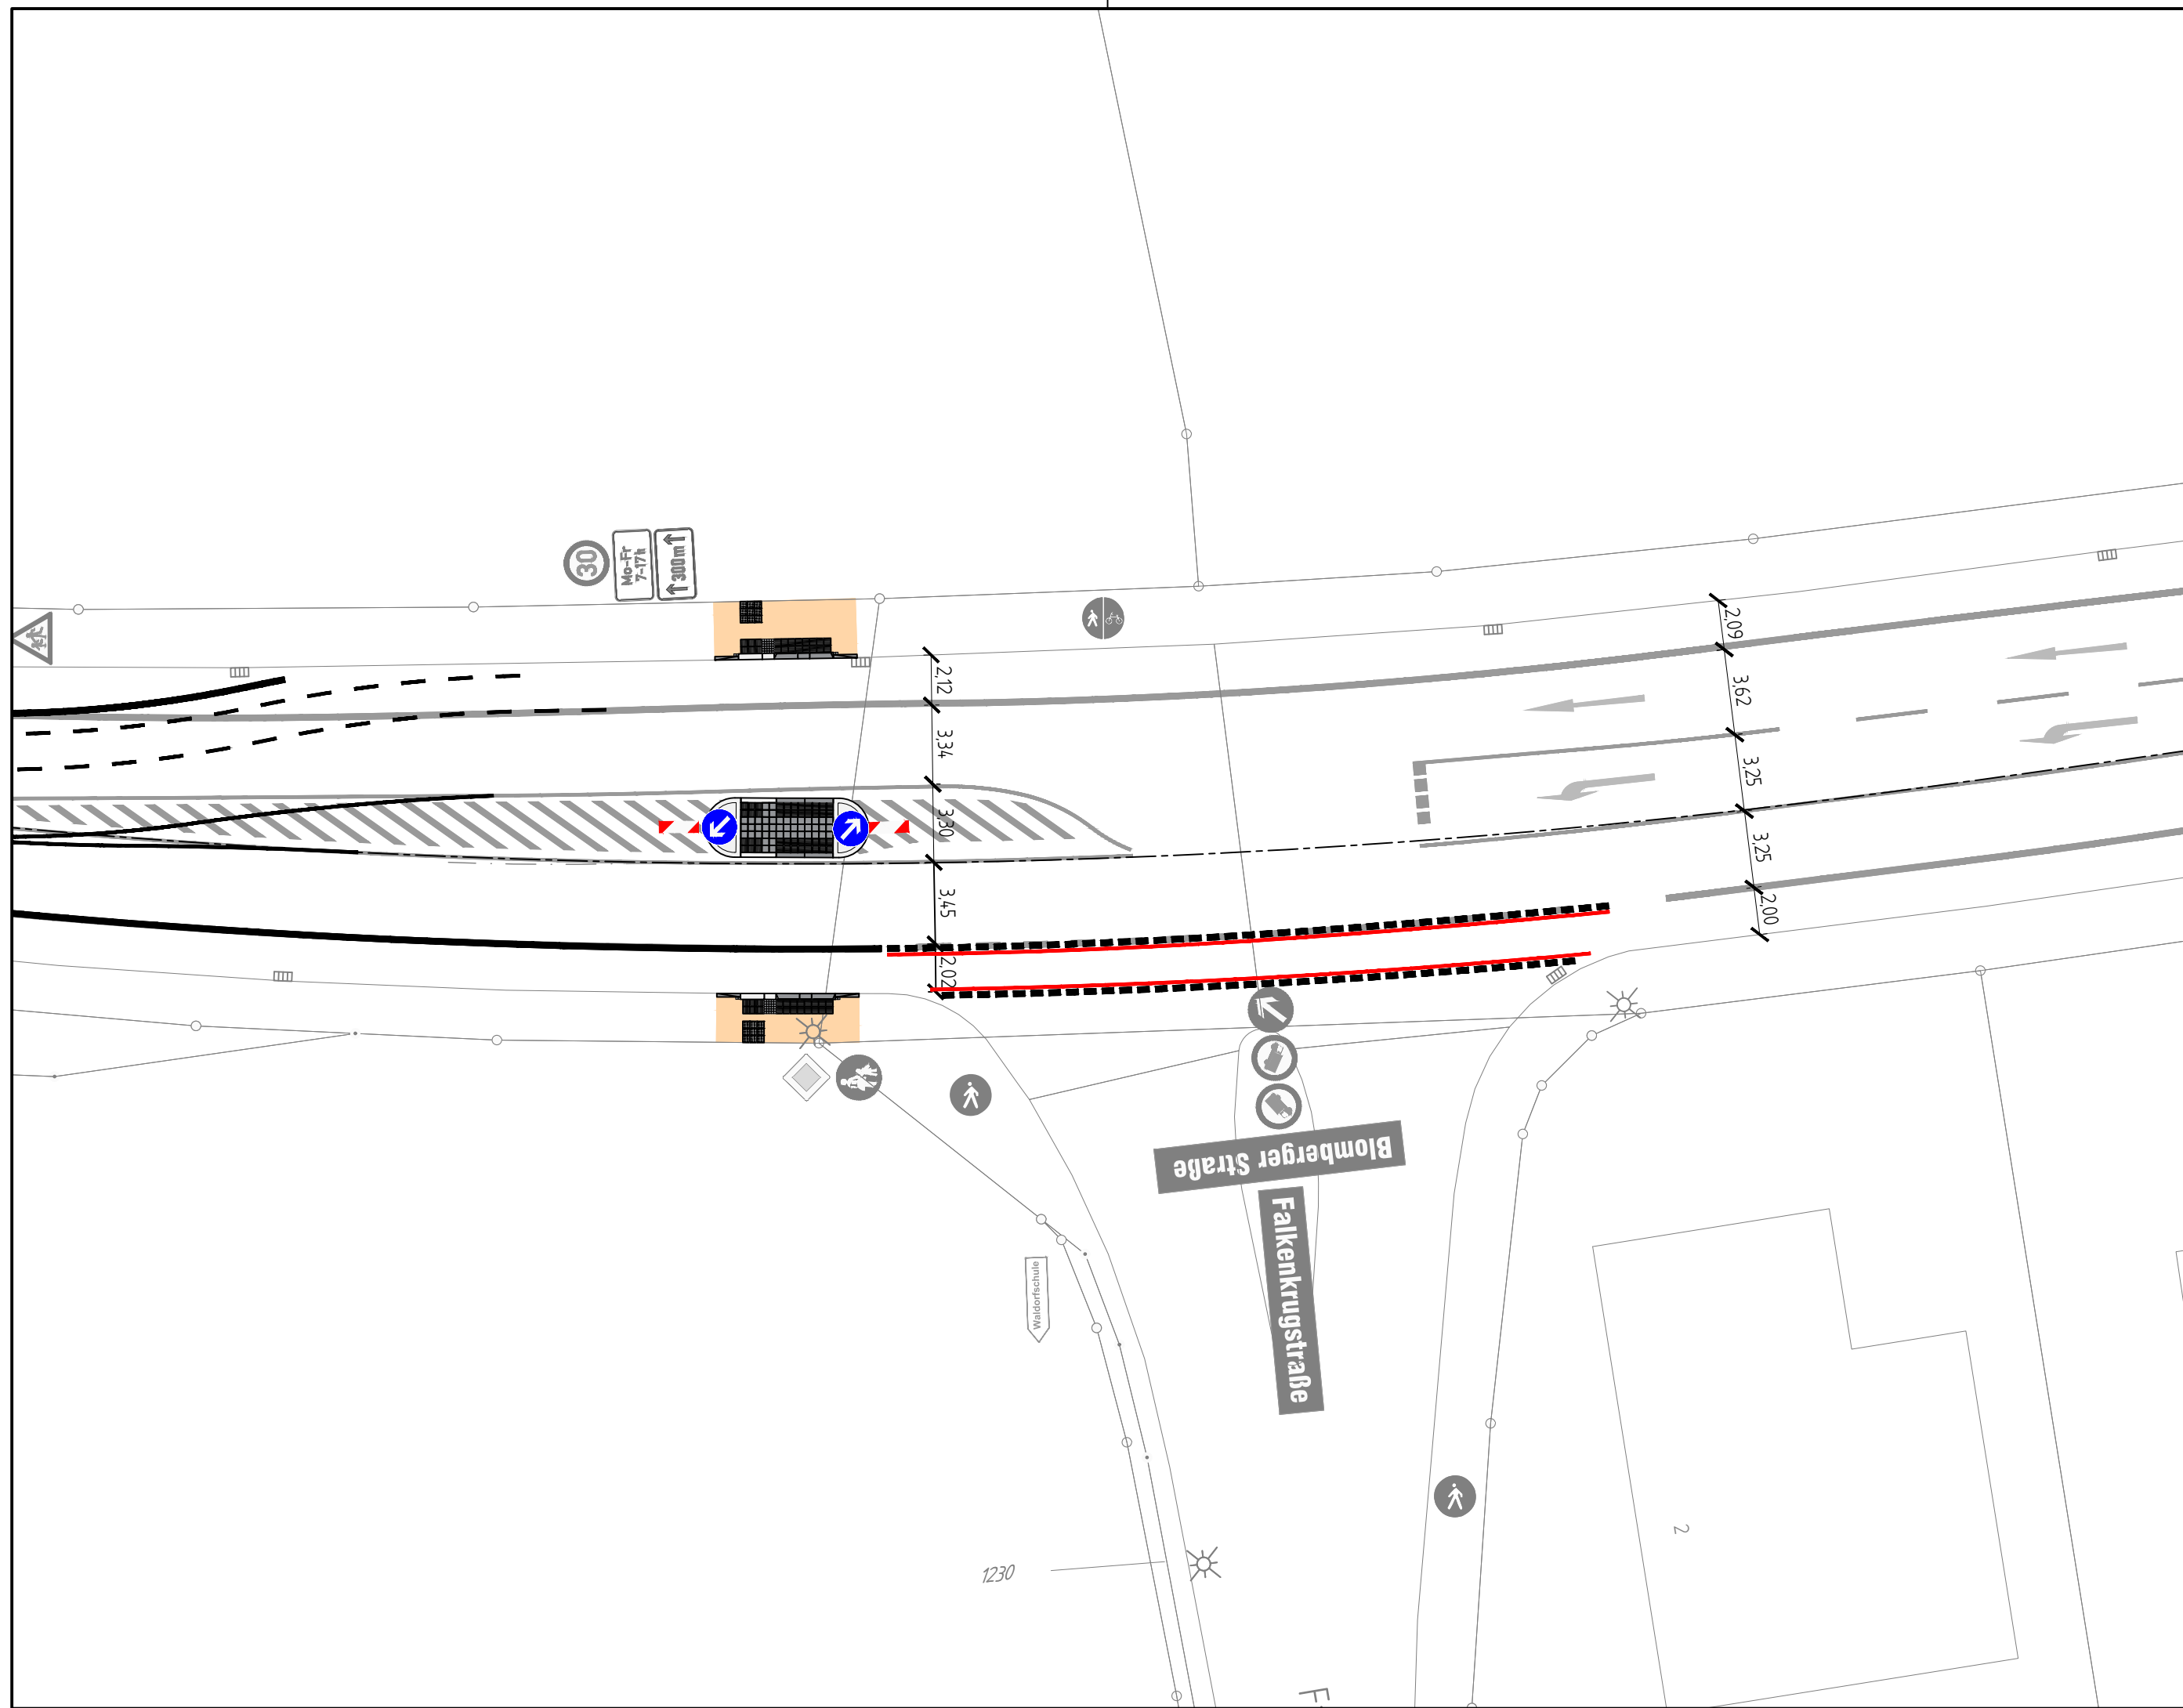 30
Mo-Fr
7-17h
300m
2,12
3,34
3,30
3,45
2,02
2,09
3,62
3,25
3,25
2,00
Blomberger Straße
Falkenkrugstraße
Waldorfschule
1230
2
F